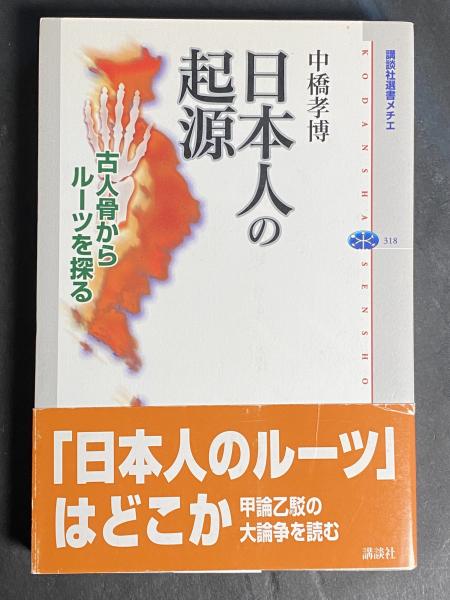 講談社選書メチエ
KODANSHA SENSHO
318
中橋孝博
日本人の
起源
古人骨から
ルーツを探る
「日本人のルーツ」
はどこか
甲論乙駁の
大論争を読む
講談社